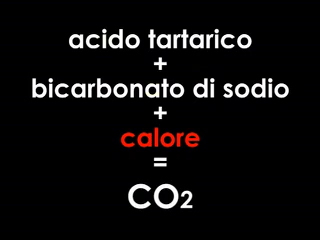 acido tartarico
+
bicarbonato di sodio
+
calore
=
CO2